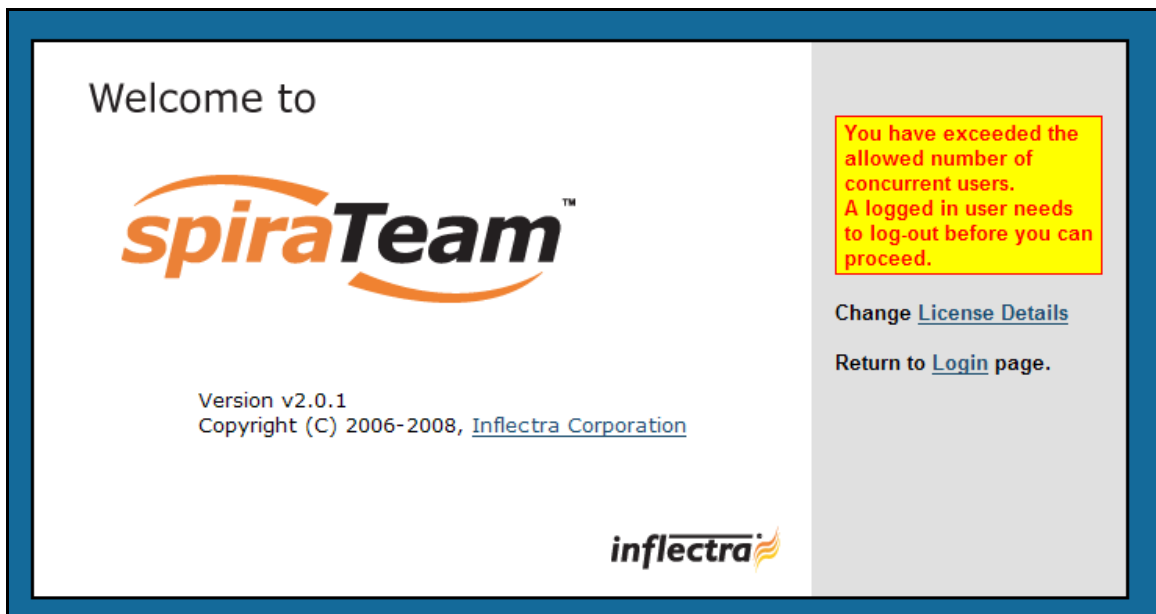 Welcome to
spiraTeam™
Version v2.0.1
Copyright (C) 2006-2008, Inflectra Corporation
inflectra
You have exceeded the
allowed number of
concurrent users.
A logged in user needs
to log-out before you can
proceed.
Change License Details
Return to Login page.